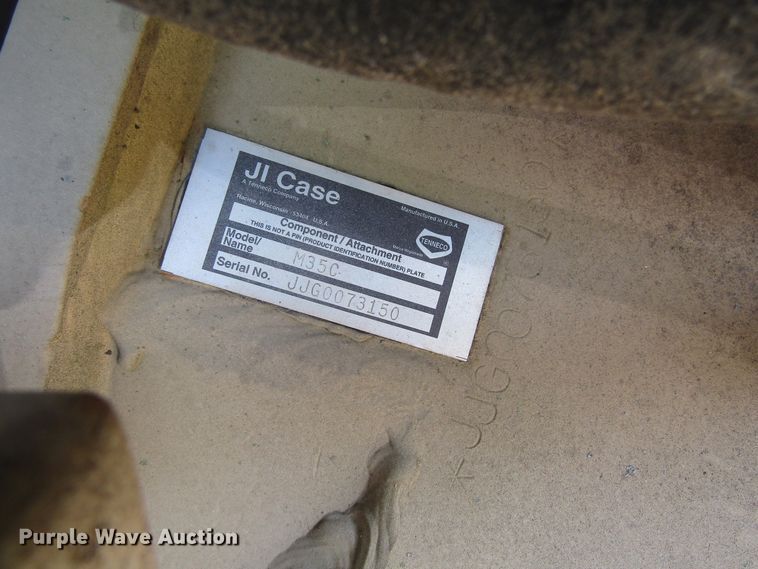 JI Case
A Tenneco Company
Racine, Wisconsin 53404 U.S.A.
Manufactured in U.S.A.
TENNECO
Component / Attachment
THIS IS NOT A PIN (PRODUCT IDENTIFICATION NUMBER) PLATE
Model/
Name
M35C
Serial No.
JJG0073150
JJG007315
Purple Wave Auction